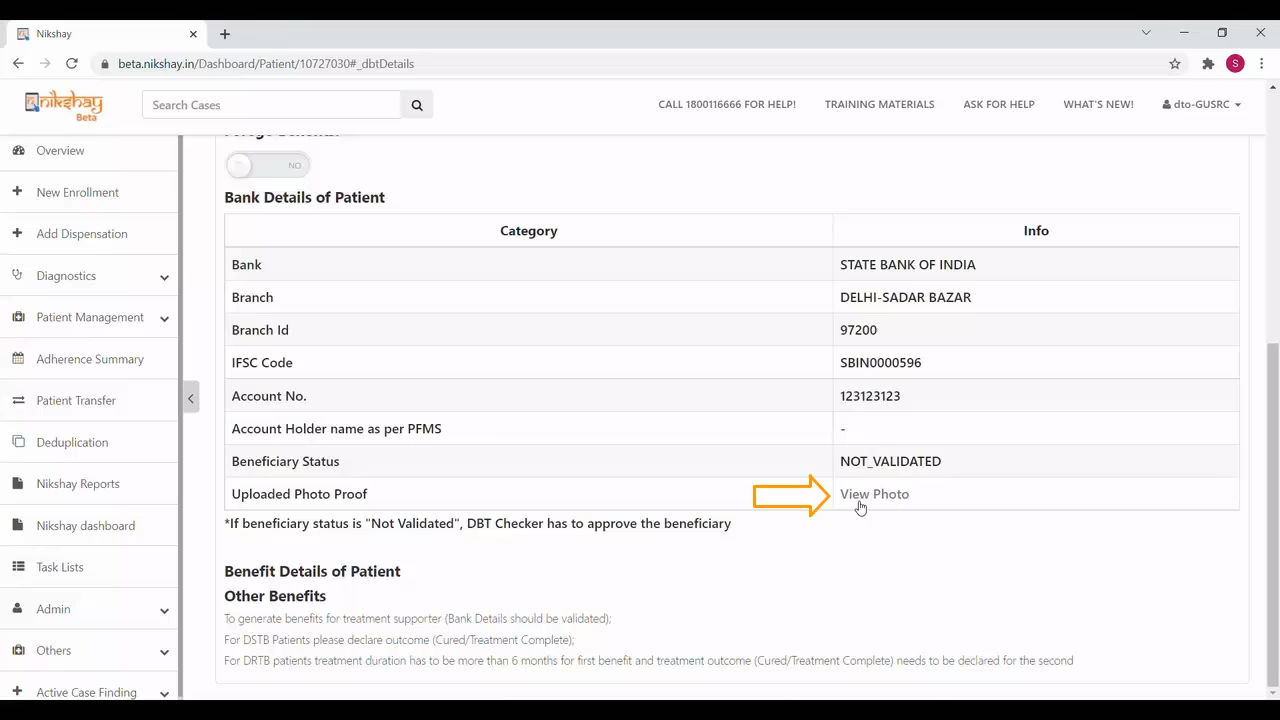 Nikshay
beta.nikshay.in/Dashboard/Patient/10727030#_dbtDetails
S
nikshay
Beta
Search Cases
CALL 1800116666 FOR HELP!
TRAINING MATERIALS
ASK FOR HELP
WHAT'S NEW!
dto-GUSRC
Overview
New Enrollment
Add Dispensation
Diagnostics
Patient Management
Adherence Summary
Patient Transfer
Deduplication
Nikshay Reports
Nikshay dashboard
Task Lists
Admin
Others
Active Case Finding
NO
Bank Details of Patient
Category Info
Bank STATE BANK OF INDIA
Branch DELHI-SADAR BAZAR
Branch Id 97200
IFSC Code SBIN0000596
Account No. 123123123
Account Holder name as per PFMS -
Beneficiary Status NOT_VALIDATED
Uploaded Photo Proof View Photo
*If beneficiary status is "Not Validated", DBT Checker has to approve the beneficiary
Benefit Details of Patient
Other Benefits
To generate benefits for treatment supporter (Bank Details should be validated);
For DSTB Patients please declare outcome (Cured/Treatment Complete);
For DRTB patients treatment duration has to be more than 6 months for first benefit and treatment outcome (Cured/Treatment Complete) needs to be declared for the second